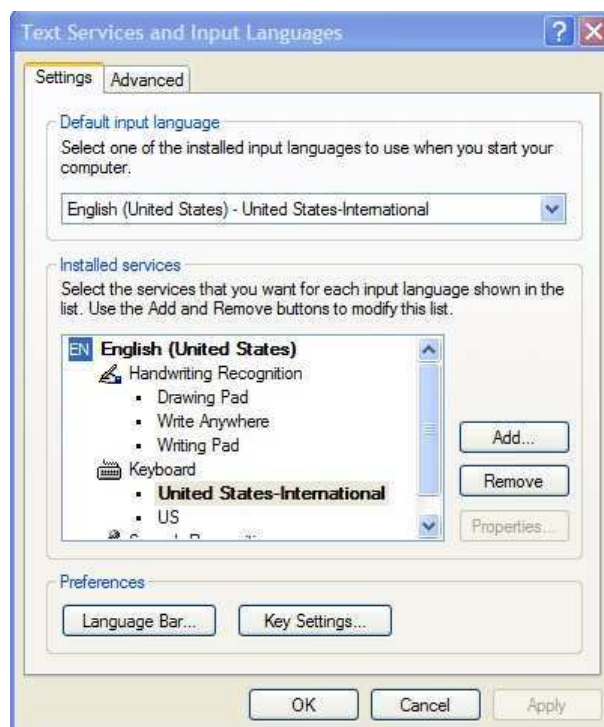 Text Services and Input Languages
Settings
Advanced
Default input language
Select one of the installed input languages to use when you start your
computer.
English (United States) - United States-International
Installed services
Select the services that you want for each input language shown in the
list. Use the Add and Remove buttons to modify this list.
EN English (United States)
Handwriting Recognition
Drawing Pad
Write Anywhere
Writing Pad
Keyboard
United States-International
US
Add...
Remove
Properties...
Preferences
Language Bar...
Key Settings...
OK
Cancel
Apply